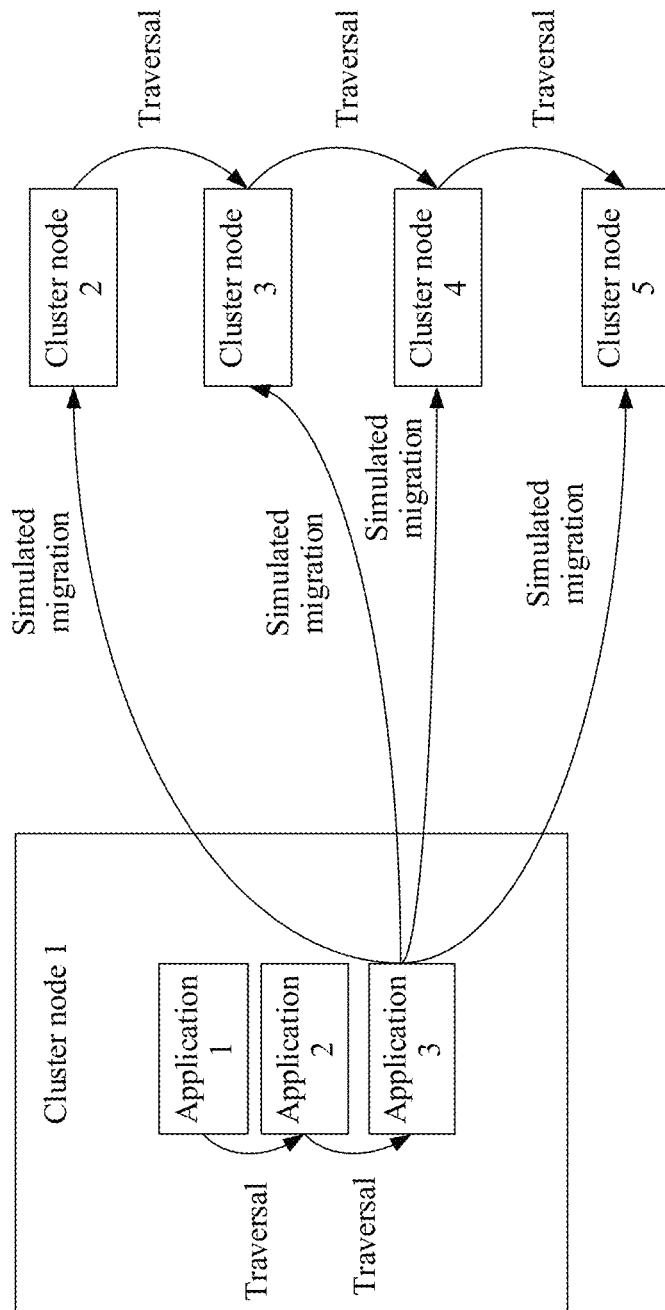 Cluster node 1
Traversal
Traversal
Application
1
Application
2
Application
3
Simulated
migration
Simulated
migration
Simulated
migration
Simulated
migration
Cluster node
2
Cluster node
3
Cluster node
4
Cluster node
5
Traversal
Traversal
Traversal